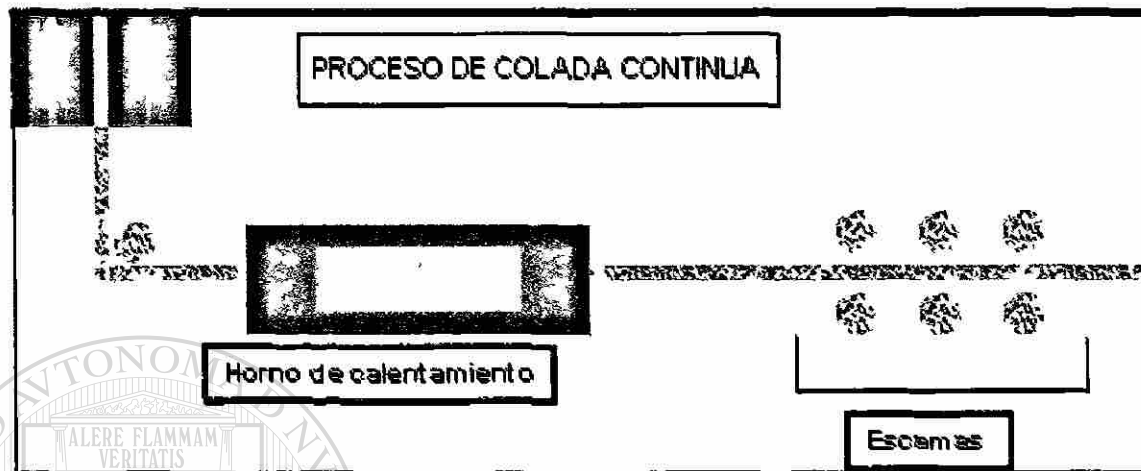 PROCESO DE COLADA CONTINUA
Horno de calentamiento
Escamas
ALERE FLAMMAM
VERITATIS